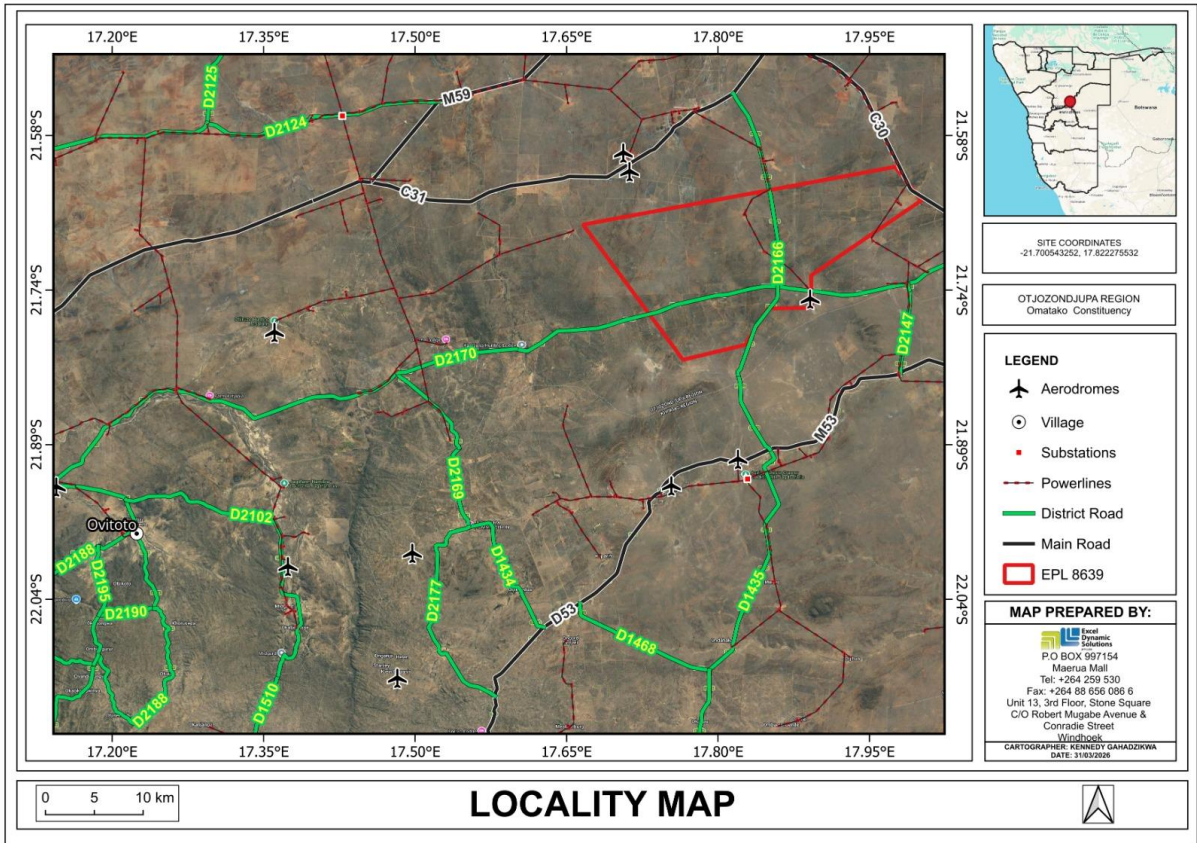 17.20°E 17.35°E 17.50°E 17.65°E 17.80°E 17.95°E
21.58°S
21.74°S
21.89°S
22.04°S
D2125
M59
D2124
C30
C31
D2166
D2147
D2170
M53
D2169
D2102
Ovitoto
D2188
D2195
D1434
D2177
D2190
D53
D1435
D1468
D2188
D1510
21.58°S
21.74°S
21.89°S
22.04°S
17.20°E 17.35°E 17.50°E 17.65°E 17.80°E 17.95°E
Botswana
SITE COORDINATES
-21.700543252, 17.822275532
OTJOZONDJUPA REGION
Omatako Constituency
LEGEND
Aerodromes
Village
Substations
Powerlines
District Road
Main Road
EPL 8639
MAP PREPARED BY:
Excel
Dynamic
Solutions
P.O BOX 997154
Maerua Mall
Tel: +264 259 530
Fax: +264 88 656 086 6
Unit 13, 3rd Floor, Stone Square
C/O Robert Mugabe Avenue &
Conradie Street
Windhoek
CARTOGRAPHER: KENNEDY GAHADZIKWA
DATE: 31/03/2026
0 5 10 km
LOCALITY MAP